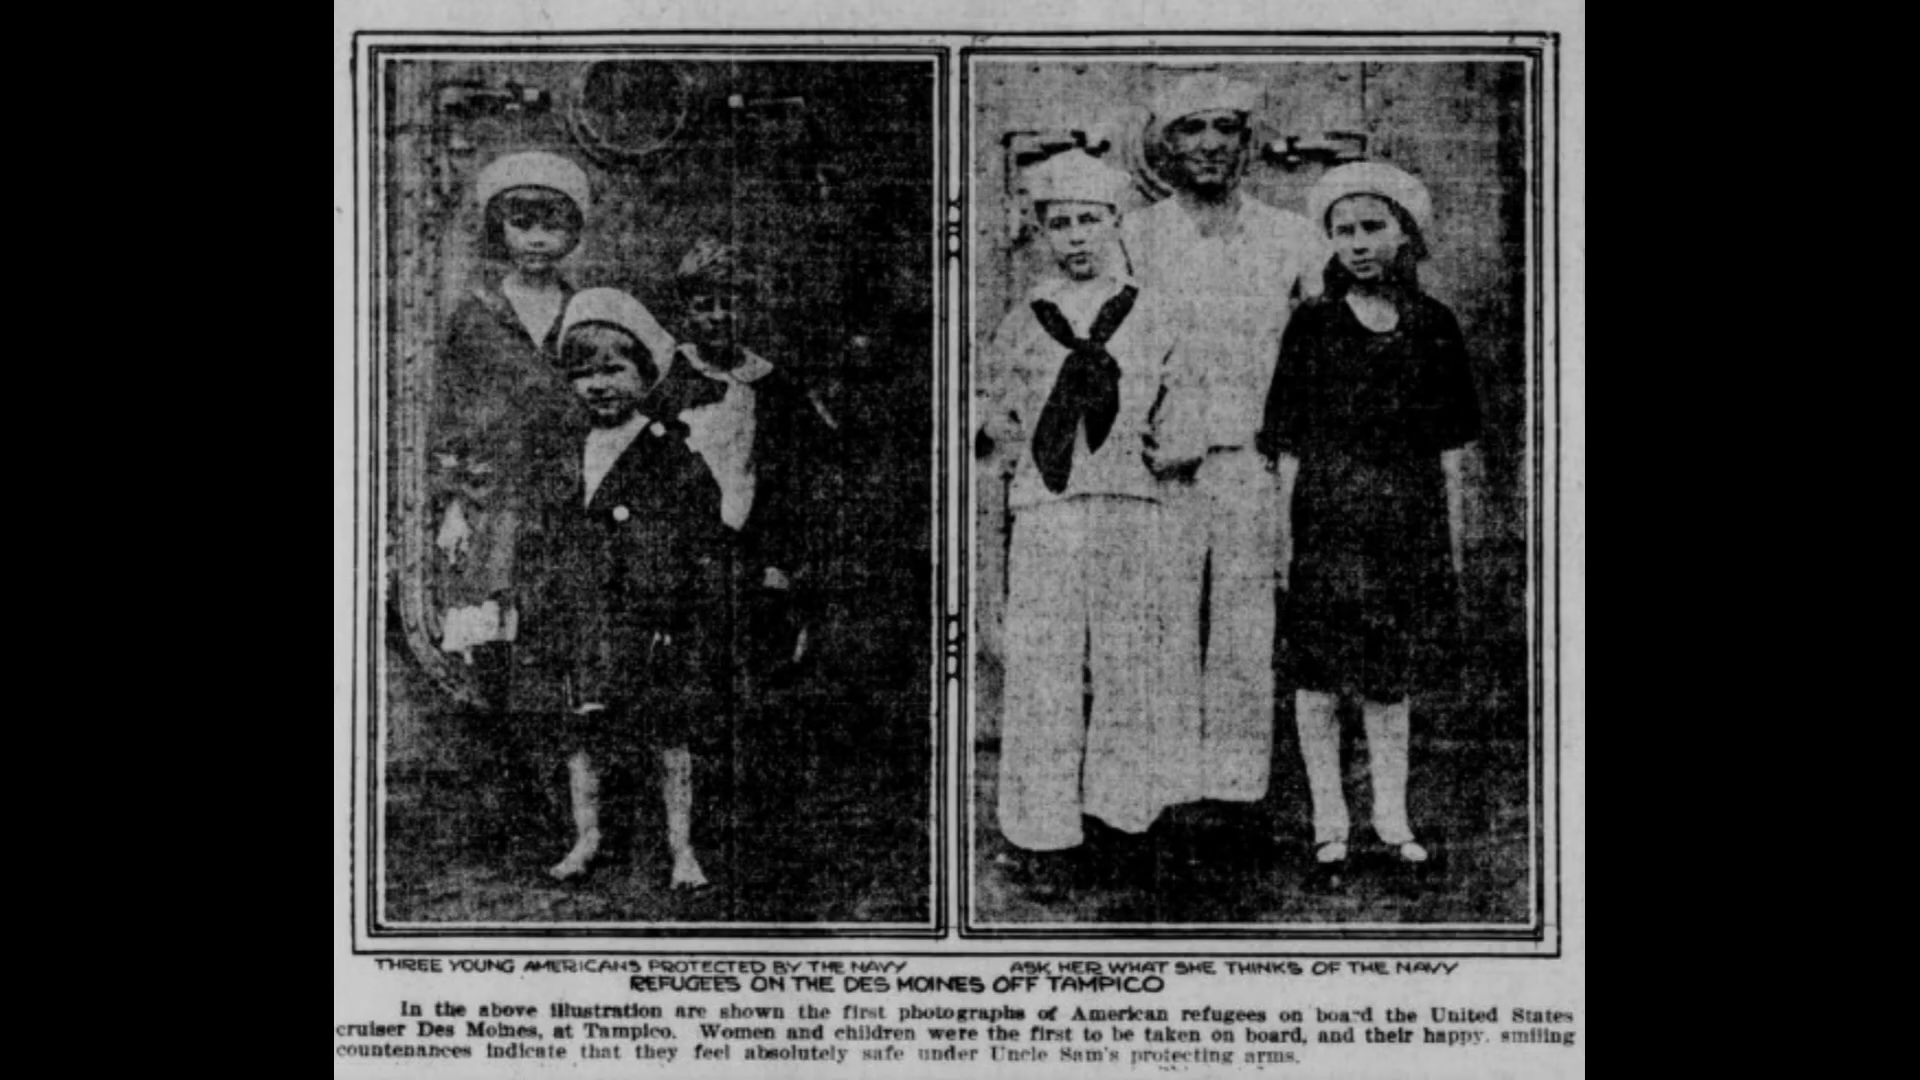 THREE YOUNG AMERICANS PROTECTED BY THE NAVY
ASK HER WHAT SHE THINKS OF THE NAVY
REFUGEES ON THE DES MOINES OFF TAMPICO
In the above illustration are shown the first photographs of American refugees on board the United States
cruiser Des Moines, at Tampico. Women and children were the first to be taken on board, and their happy, smiling
countenances indicate that they feel absolutely safe under Uncle Sam's protecting arms.